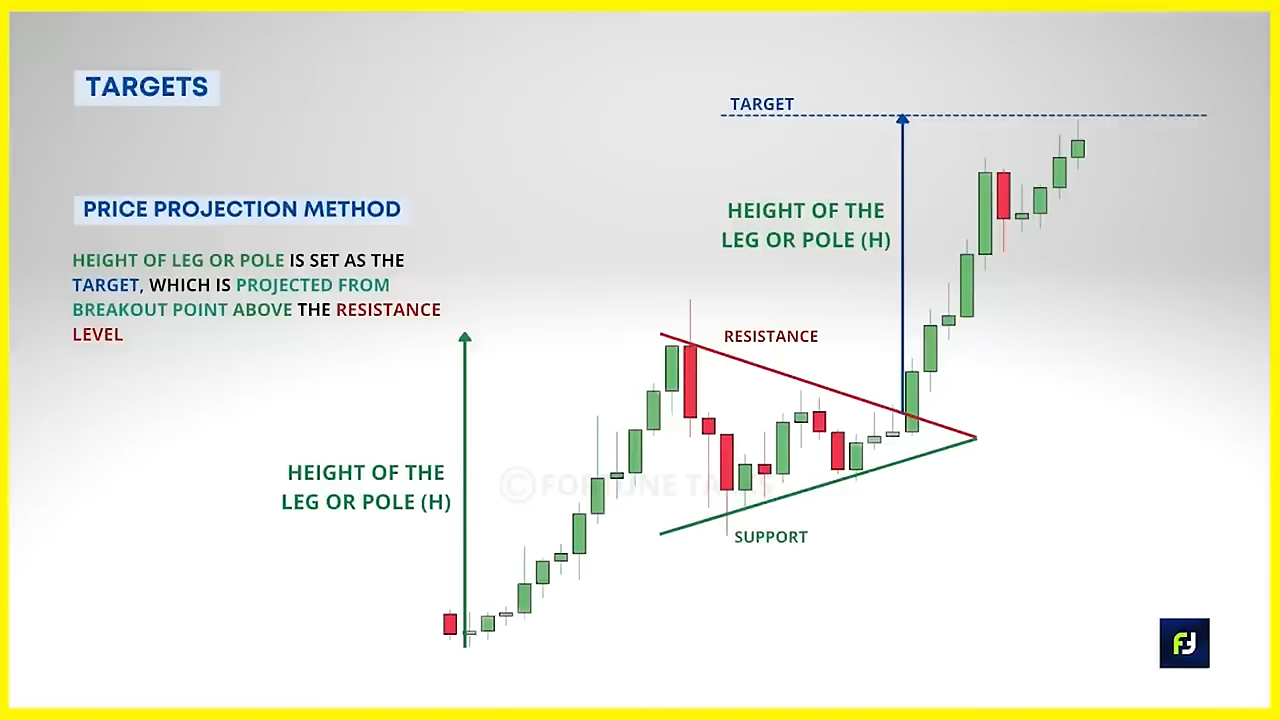 TARGETS
PRICE PROJECTION METHOD
HEIGHT OF LEG OR POLE IS SET AS THE
TARGET, WHICH IS PROJECTED FROM
BREAKOUT POINT ABOVE THE RESISTANCE
LEVEL
TARGET
HEIGHT OF THE
LEG OR POLE (H)
RESISTANCE
HEIGHT OF THE
LEG OR POLE (H)
SUPPORT